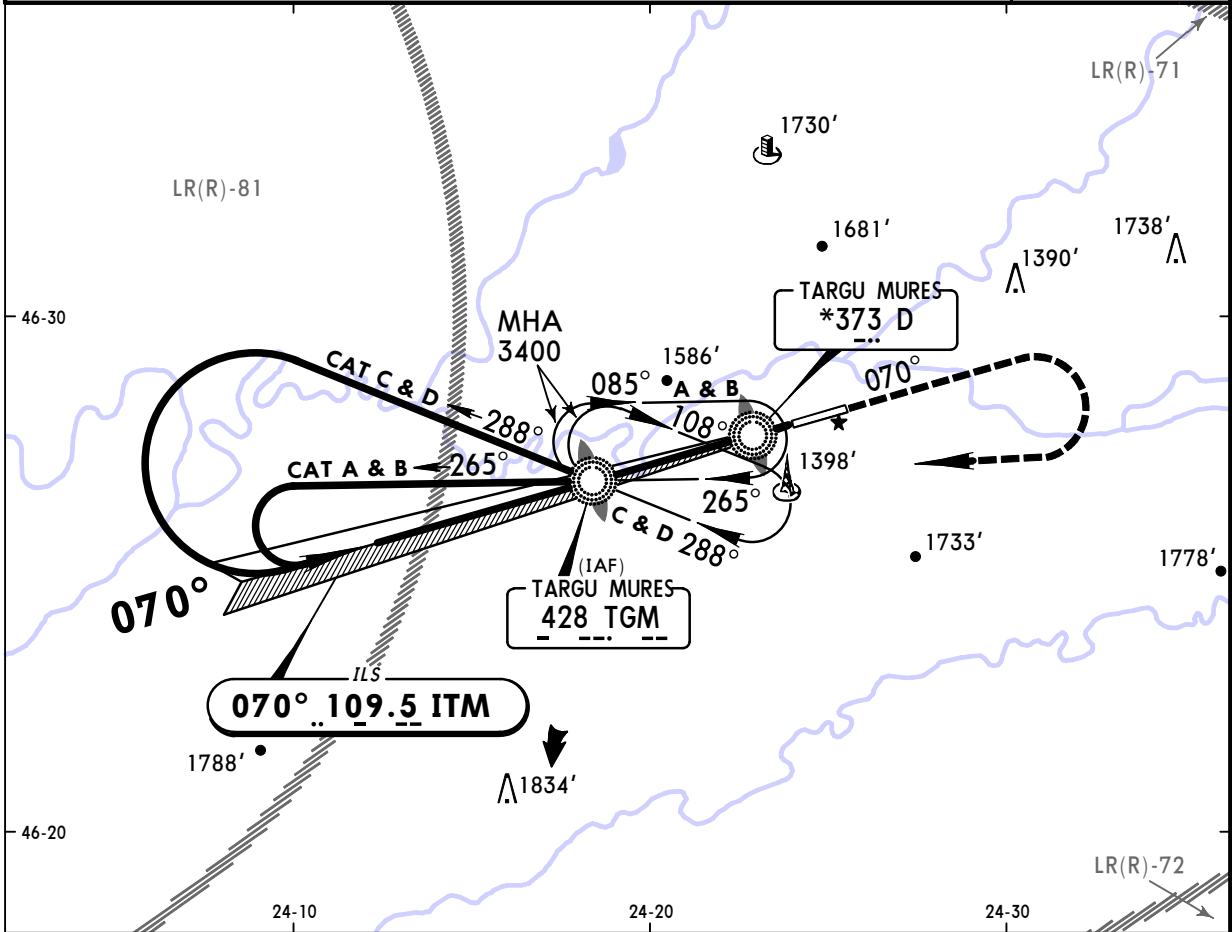 LR(R)-71
1730'
LR(R)-81
1681'
1738'
1390'
TARGU MURES
*373 D
46-30
MHA
3400
1586'
070°
CAT C & D
288°
085°
A & B
108°
CAT A & B
265°
1398'
265°
C & D 288°
1733'
1778'
(IAF)
TARGU MURES
428 TGM
070°
ILS
070° 109.5 ITM
1788'
1834'
46-20
LR(R)-72
24-10
24-20
24-30